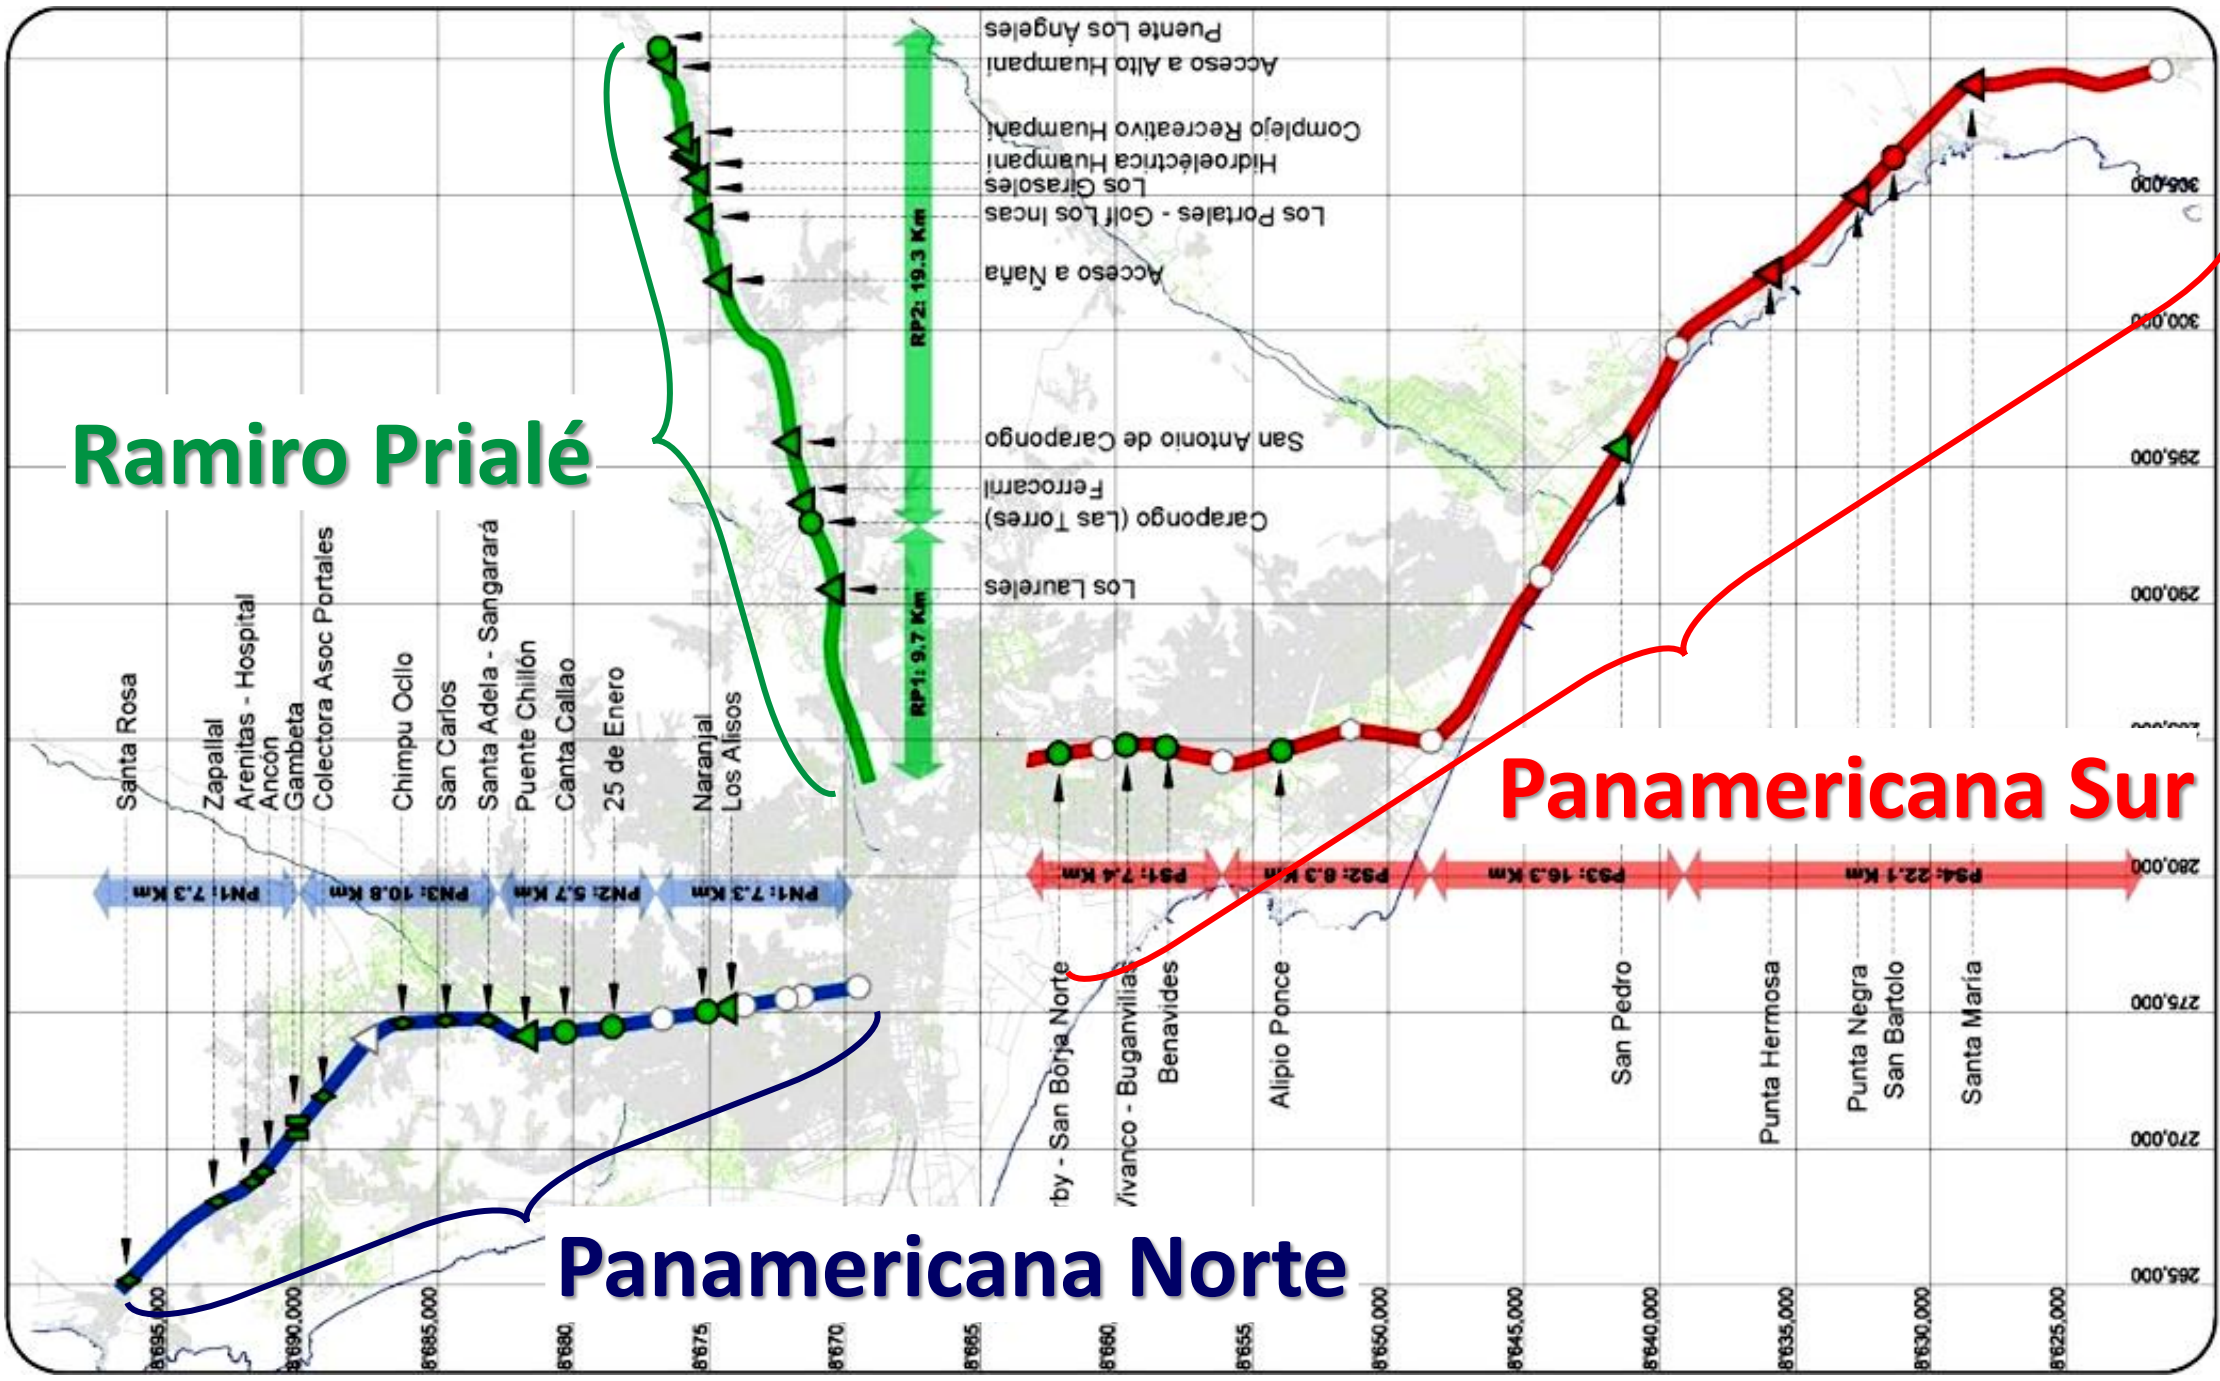 Puente Los Ángeles
Acceso a Alto Huampaní
Complejo Recreativo Huampaní
Hidroeléctrica Huampaní
Los Girasoles
Los Portales - Golf Los Incas
Acceso a Ñaña
San Antonio de Carapongo
Ferrocarril
Carapongo (Las Torres)
Los Laureles
RP2: 19.3 Km
RP1: 9.7 Km
Ramiro Prialé
Santa Rosa
Zapallal
Arenitas - Hospital
Ancón
Gambeta
Colectora Asoc Portales
Chimpu Ocllo
San Carlos
Santa Adela - Sangarará
Puente Chillón
Canta Callao
25 de Enero
Naranjal
Los Alisos
PN1: 7.3 Km
PN3: 10.8 Km
PN2: 5.7 Km
PN1: 7.3 Km
Panamericana Norte
Panamericana Sur
PS1: 7.4 Km
PS2: 8.3 Km
PS3: 16.3 Km
PS4: 22.1 Km
rby - San Borja Norte
Vivanco - Buganvilias
Benavides
Alipio Ponce
San Pedro
Punta Hermosa
Punta Negra
San Bartolo
Santa María
305,000
300,000
295,000
290,000
280,000
275,000
270,000
265,000
8'695,000
8'690,000
8'685,000
8'680,
8'675,
8'670,
8'665,
8'660,
8'655,
8'650,000
8'645,000
8'640,000
8'635,000
8'630,000
8'625,000